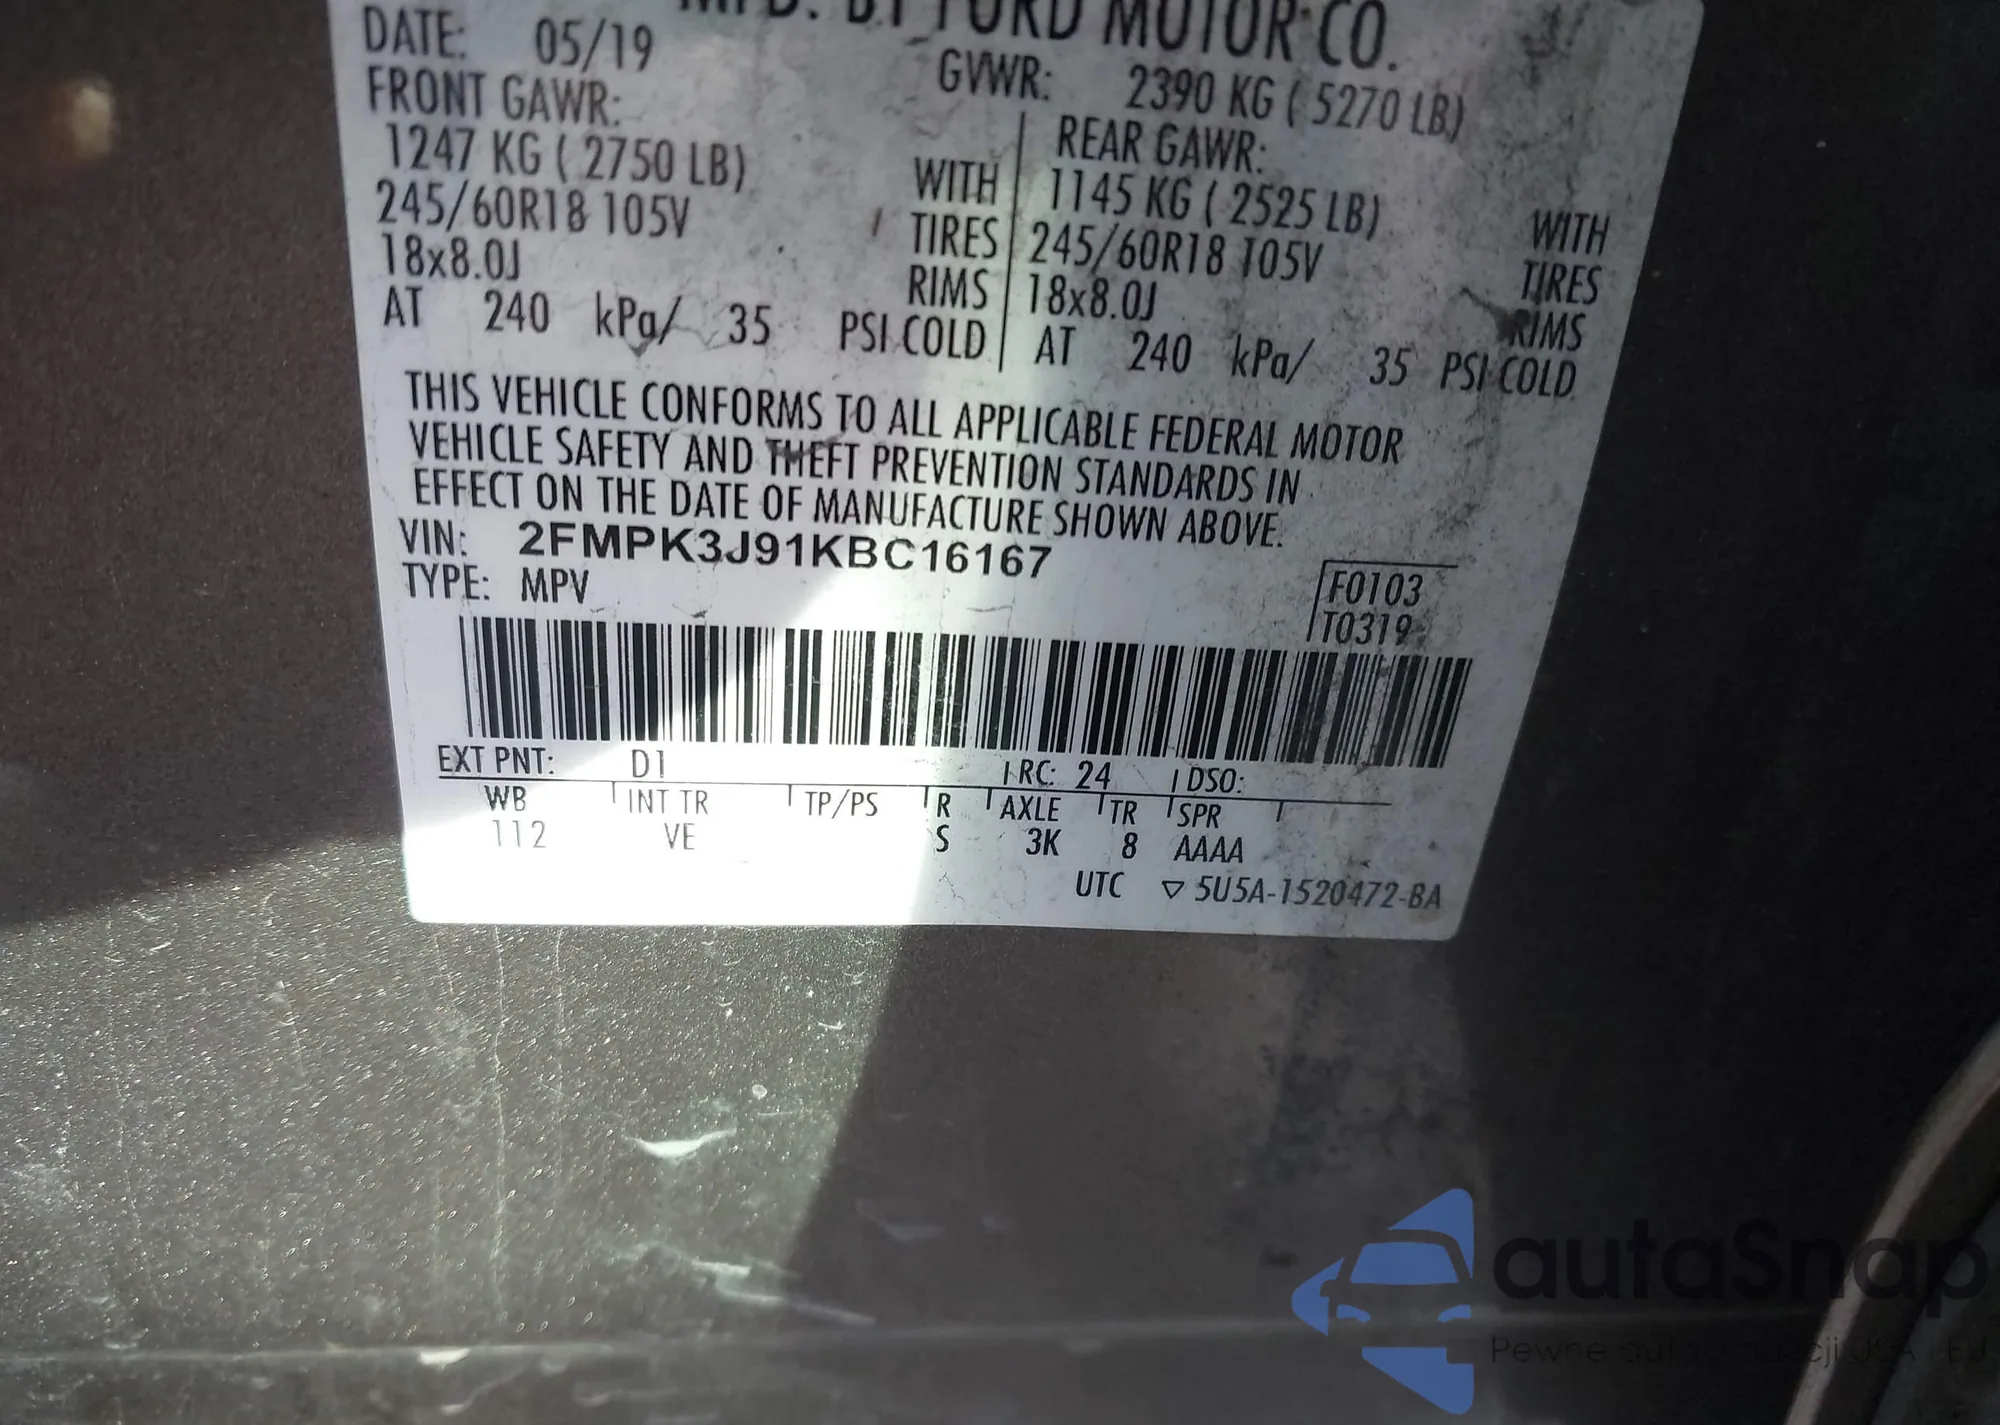 MFD. BY FORD MOTOR CO.
DATE: 05/19
GVWR: 2390 KG ( 5270 LB)
FRONT GAWR:
1247 KG ( 2750 LB) WITH
245/60R18 105V TIRES
18x8.0J RIMS
AT 240 kPa/ 35 PSI COLD
REAR GAWR:
1145 KG ( 2525 LB) WITH
245/60R18 105V TIRES
18x8.0J RIMS
AT 240 kPa/ 35 PSI COLD
THIS VEHICLE CONFORMS TO ALL APPLICABLE FEDERAL MOTOR
VEHICLE SAFETY AND THEFT PREVENTION STANDARDS IN
EFFECT ON THE DATE OF MANUFACTURE SHOWN ABOVE.
VIN: 2FMPK3J91KBC16167
TYPE: MPV
F0103
T0319
EXT PNT: D1 RC: 24 DSO:
WB INT TR TP/PS R AXLE TR SPR
112 VE S 3K 8 AAAA
UTC ▽ 5U5A-1520472-BA
autaSnap
Pewne auta